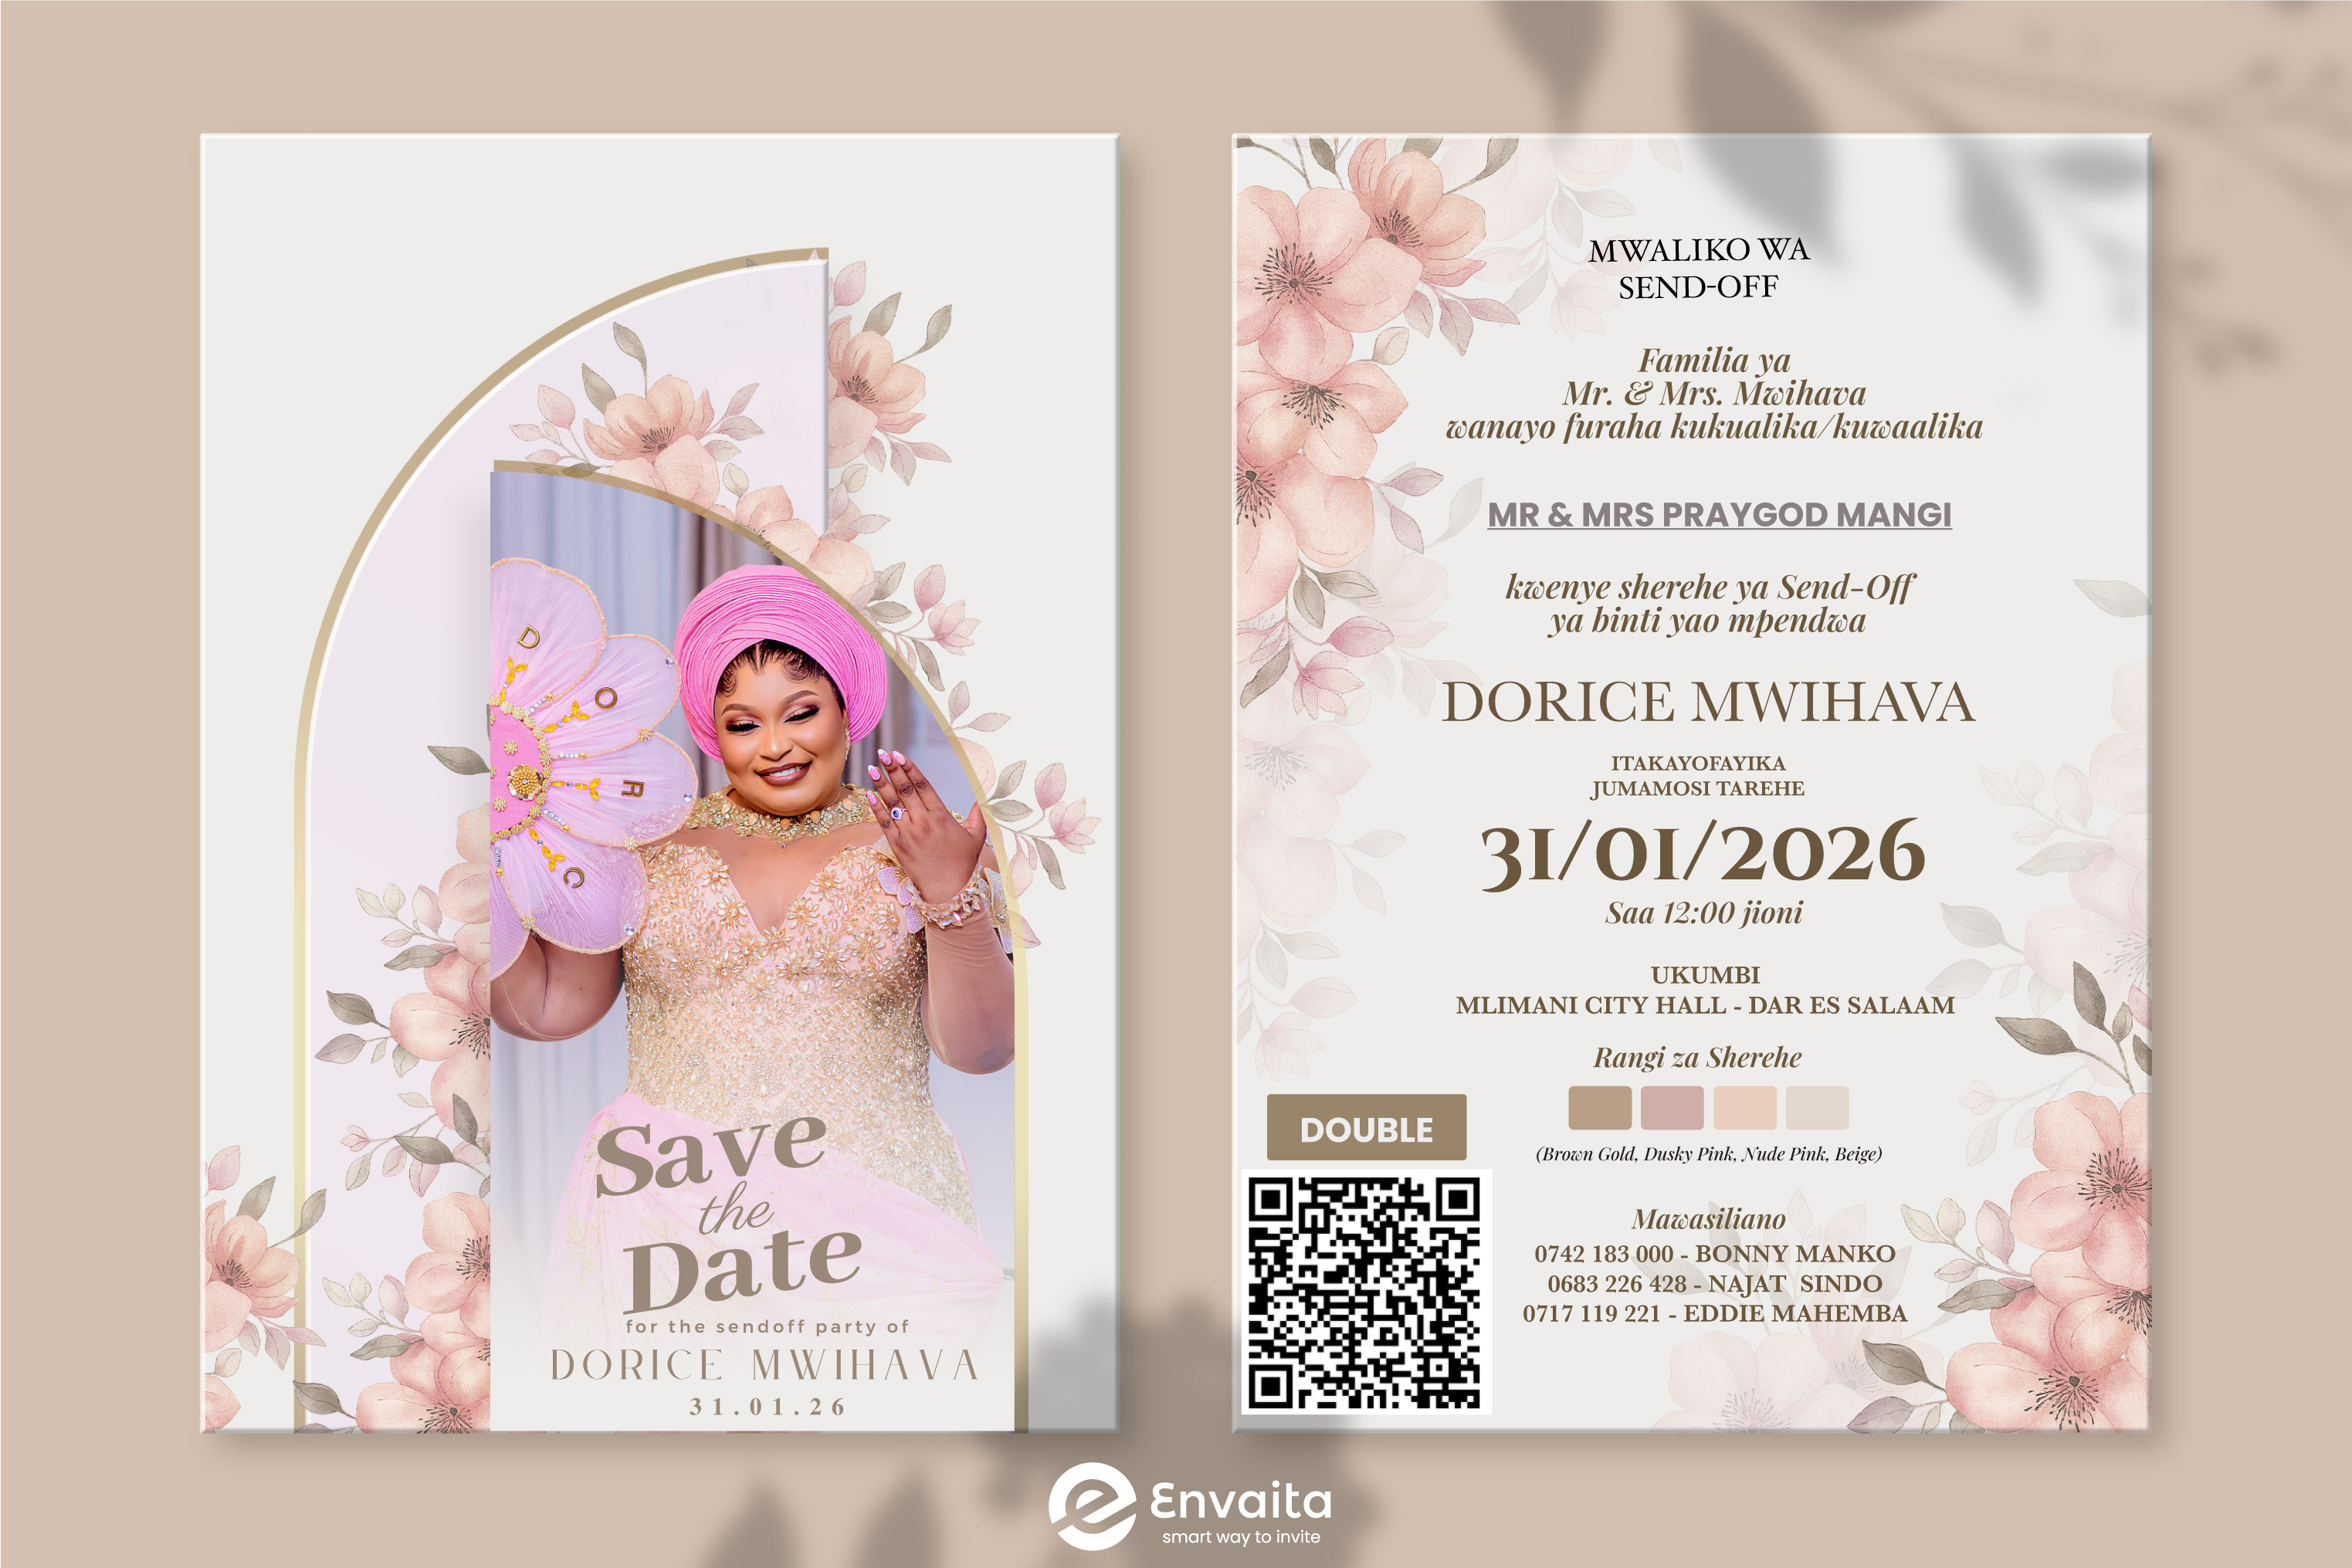 D
O
R
C
Save
the
Date
for the sendoff party of
DORICE MWIHAVA
31.01.26
MWALIKO WA
SEND-OFF
Familia ya
Mr. & Mrs. Mwihava
wanayo furaha kukualika/kuwaalika
MR & MRS PRAYGOD MANGI
kwenye sherehe ya Send-Off
ya binti yao mpendwa
DORICE MWIHAVA
ITAKAYOFAYIKA
JUMAMOSI TAREHE
31/01/2026
Saa 12:00 jioni
UKUMBI
MLIMANI CITY HALL - DAR ES SALAAM
Rangi za Sherehe
(Brown Gold, Dusky Pink, Nude Pink, Beige)
DOUBLE
Mawasiliano
0742 183 000 - BONNY MANKO
0683 226 428 - NAJAT SINDO
0717 119 221 - EDDIE MAHEMBA
Envaita
smart way to invite